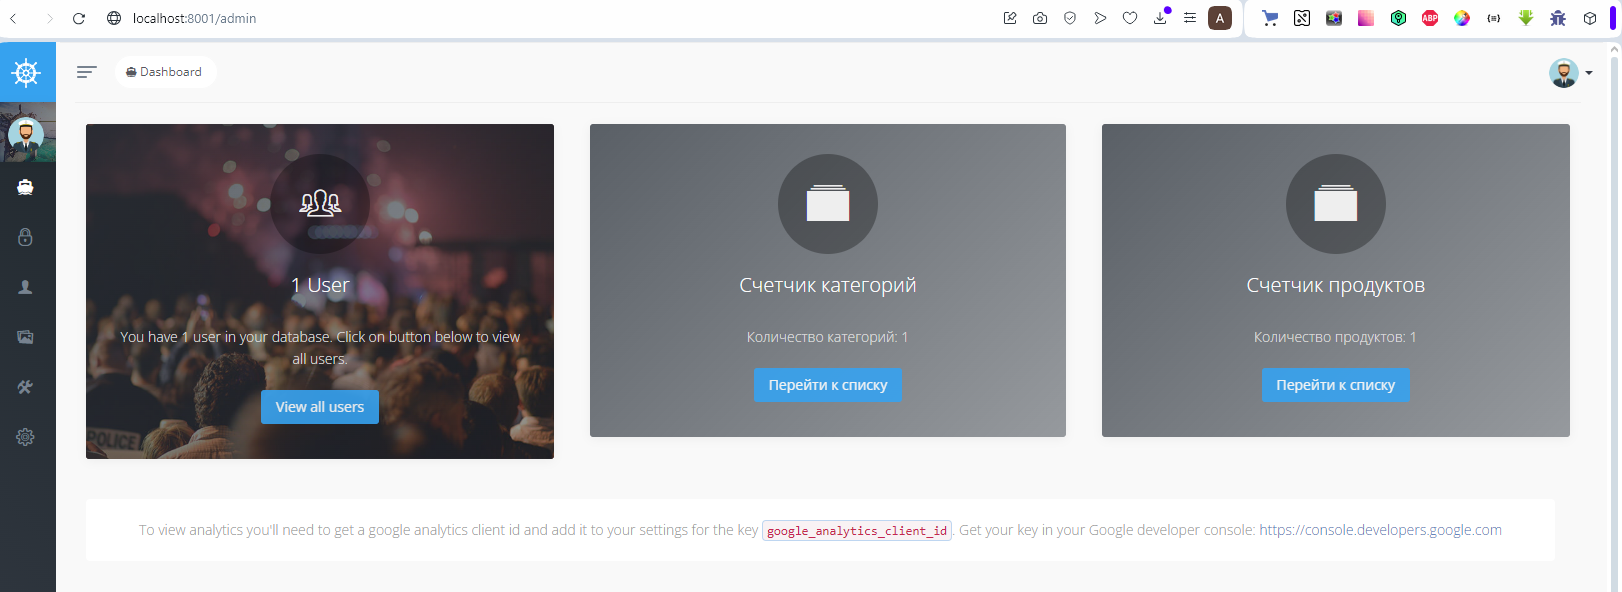 localhost:8001/admin
A
ABP
Dashboard
1 User
You have 1 user in your database. Click on button below to view
all users.
View all users
POLICE
Счетчик категорий
Количество категорий: 1
Перейти к списку
Счетчик продуктов
Количество продуктов: 1
Перейти к списку
To view analytics you'll need to get a google analytics client id and add it to your settings for the key google_analytics_client_id. Get your key in your Google developer console: https://console.developers.google.com